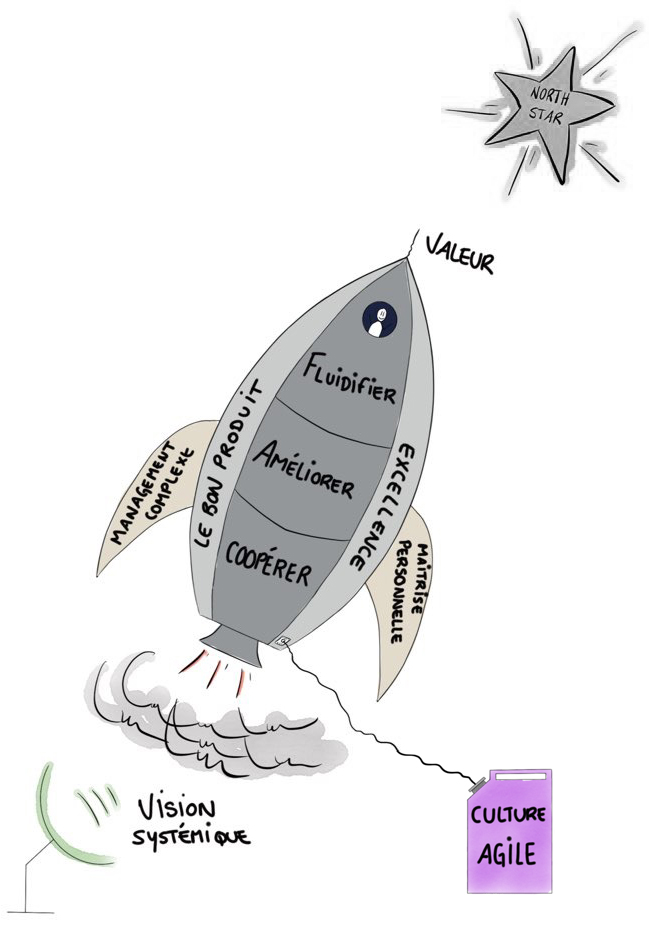 NORTH
STAR
VALEUR
FLUIDIFIER
AMÉLIORER
COOPÉRER
LE BON PRODUIT
EXCELLENCE
MANAGEMENT
COMPLEXE
MAÎTRISE
PERSONNELLE
VISION
SYSTÉMIQUE
CULTURE
AGILE